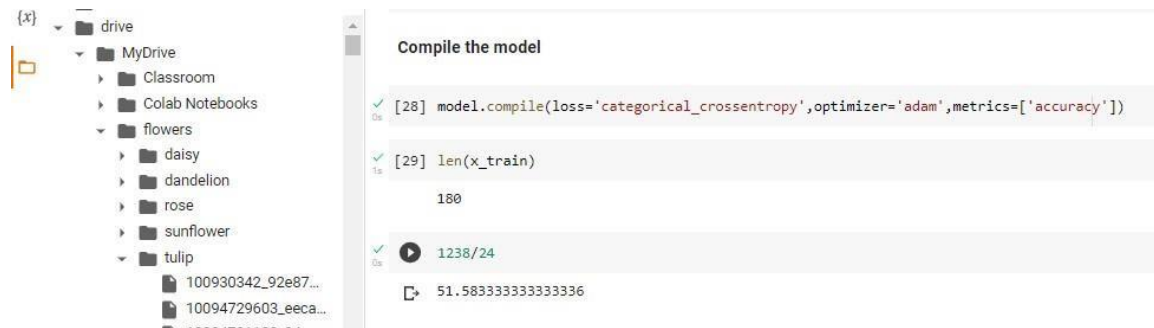 {x}
drive
MyDrive
Classroom
Colab Notebooks
flowers
daisy
dandelion
rose
sunflower
tulip
100930342_92e87...
10094729603_eeca...
Compile the model
0s
[28] model.compile(loss='categorical_crossentropy',optimizer='adam',metrics=['accuracy'])
1s
[29] len(x_train)
180
0s
1238/24
51.583333333333336